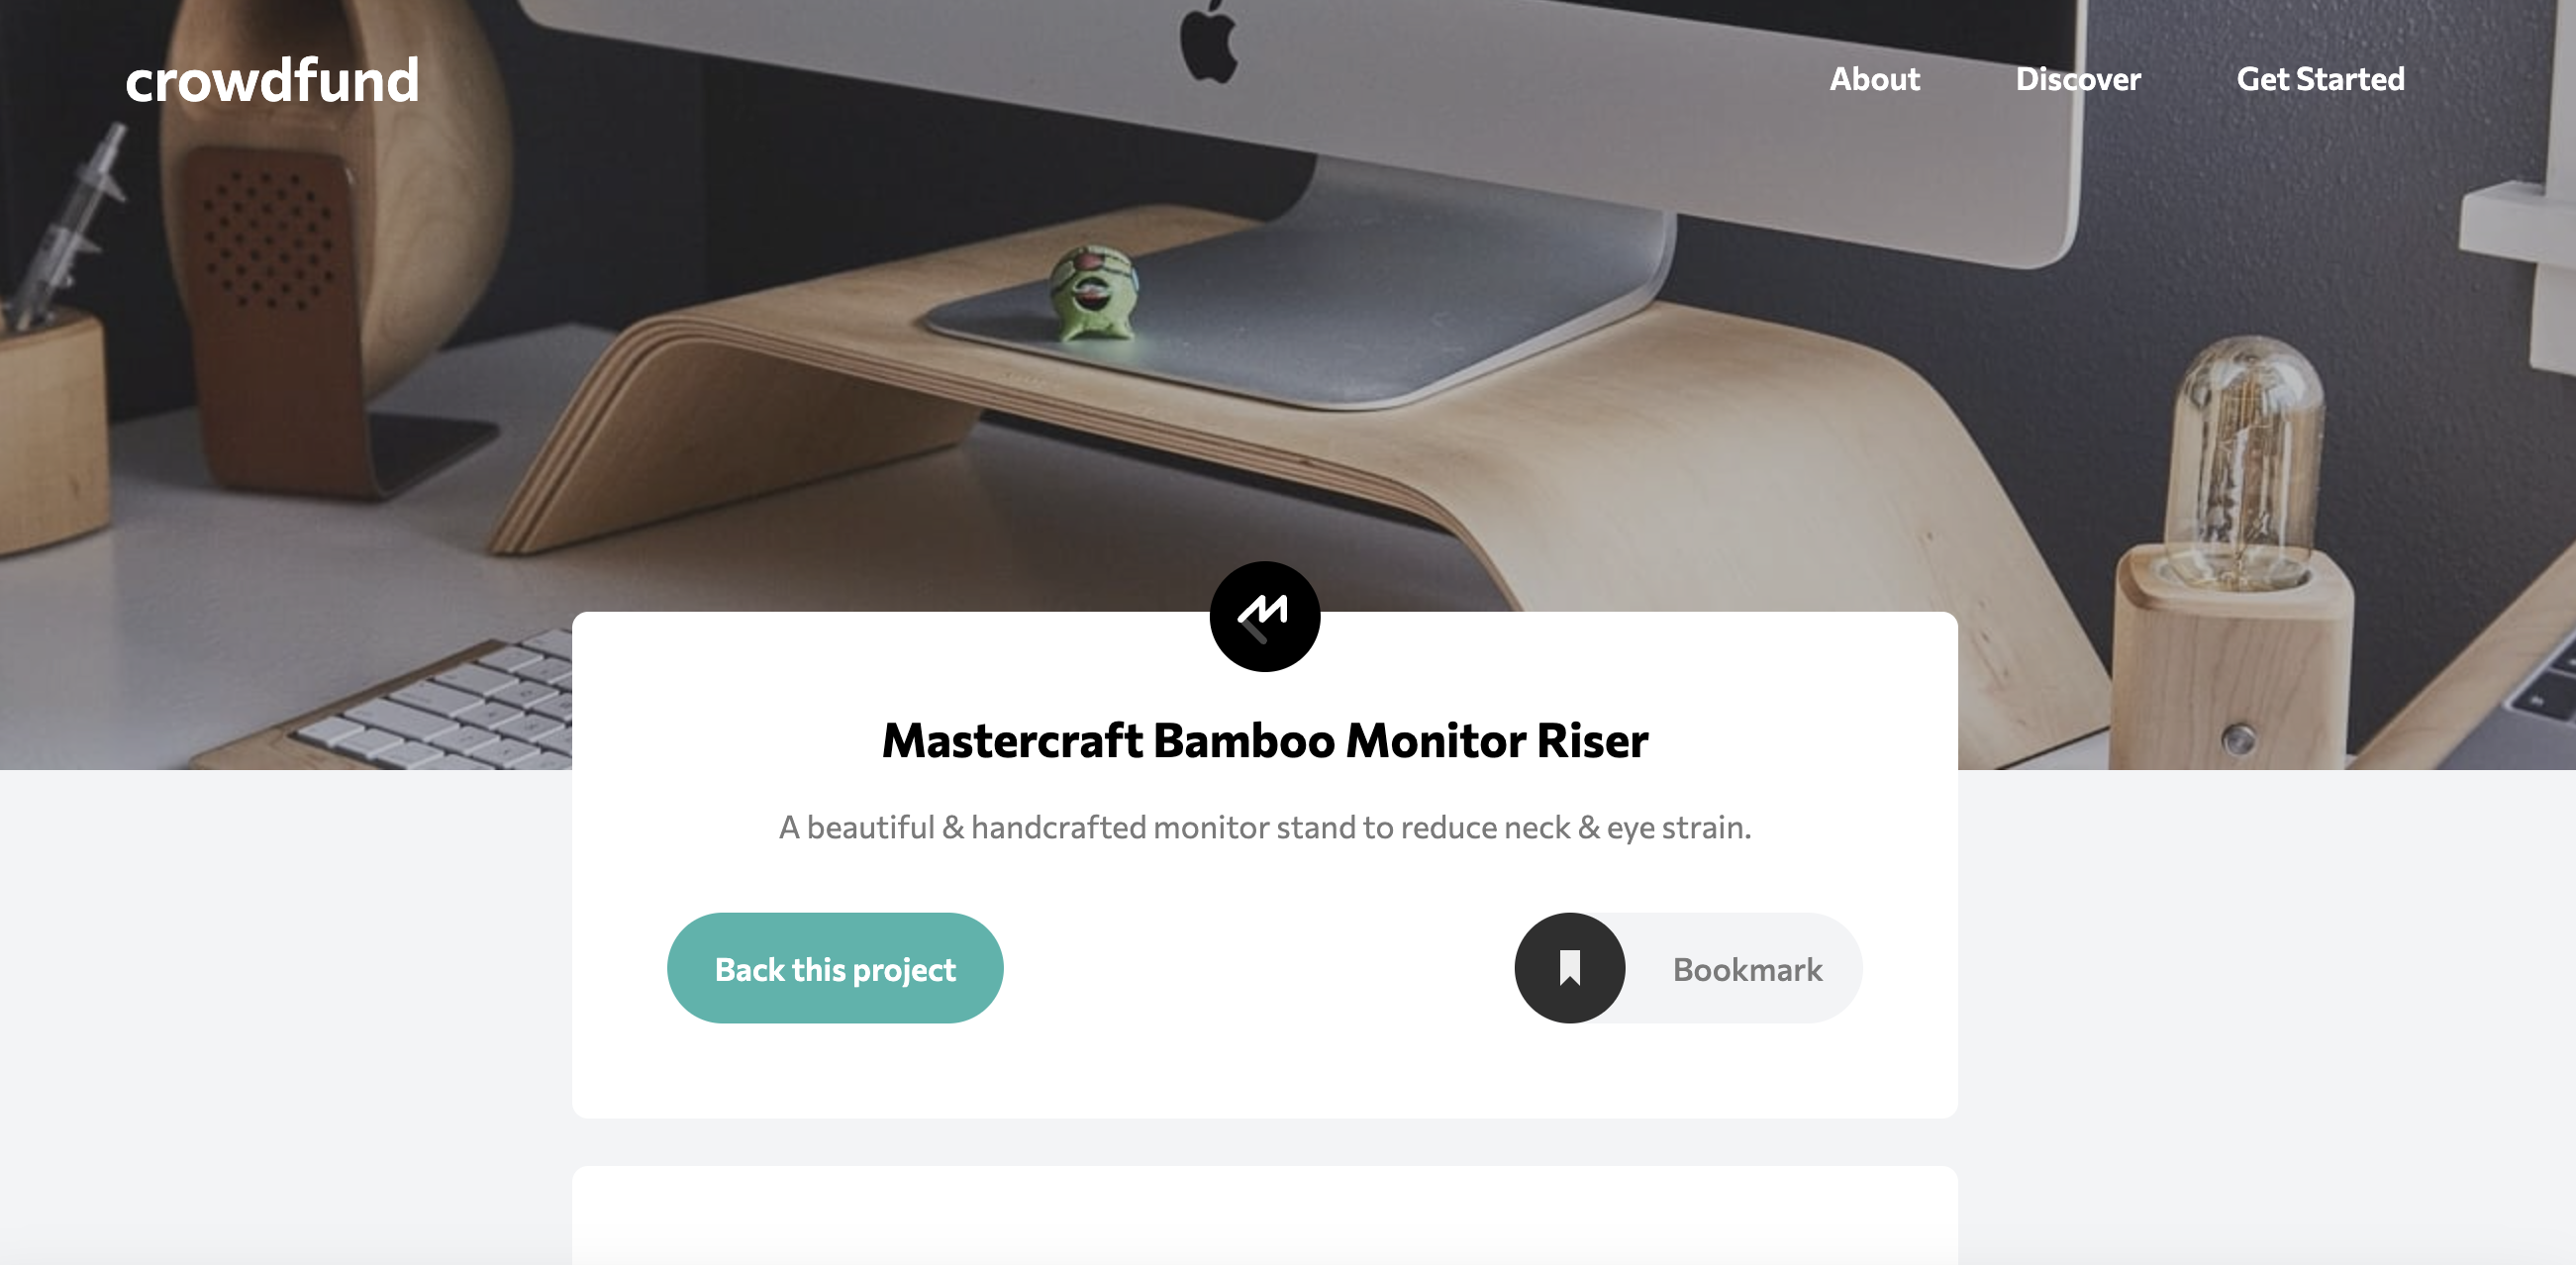 crowdfund
About
Discover
Get Started
Mastercraft Bamboo Monitor Riser
A beautiful & handcrafted monitor stand to reduce neck & eye strain.
Back this project
Bookmark